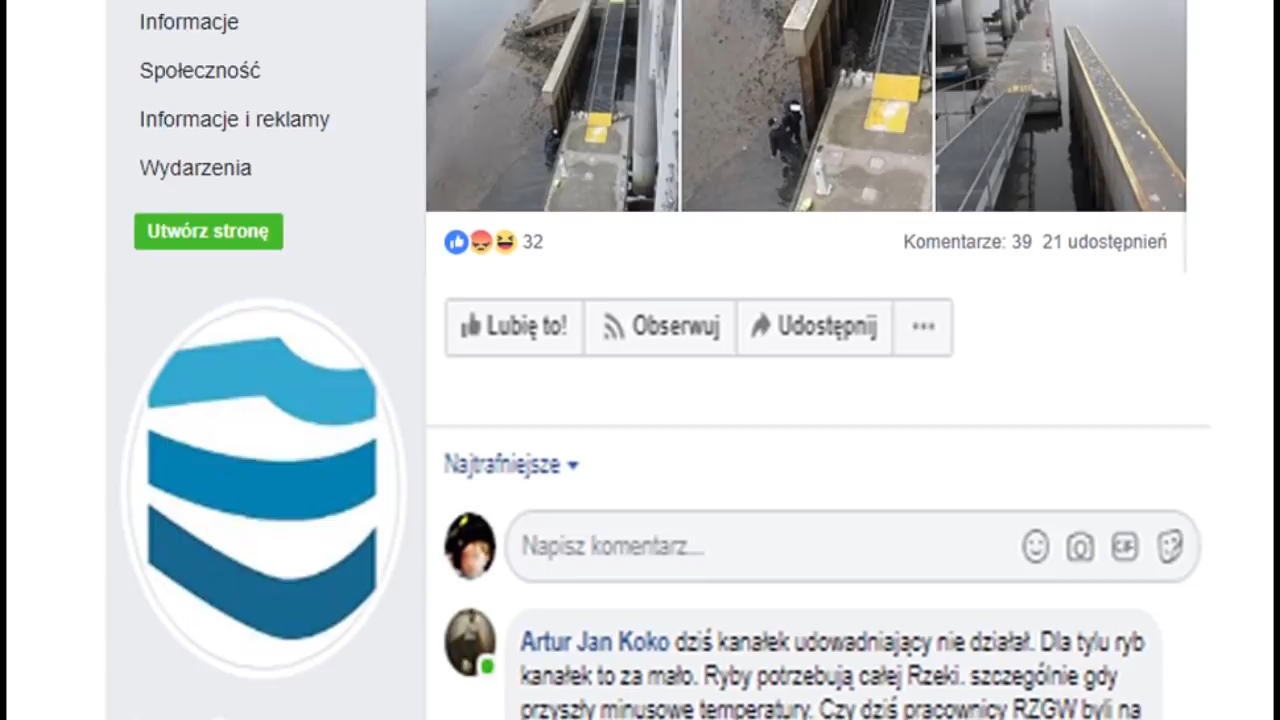 Informacje
Społeczność
Informacje i reklamy
Wydarzenia
Utwórz stronę
32
Komentarze: 39 21 udostępnień
Lubię to! Obserwuj Udostępnij ...
Najtrafniejsze
Napisz komentarz...
GIF
Artur Jan Koko dziś kanałek udowadniający nie działał. Dla tylu ryb
kanałek to za mało. Ryby potrzebują całej Rzeki. szczególnie gdy
przyszły minusowe temperatury. Czy dziś pracownicy RZGW byli na